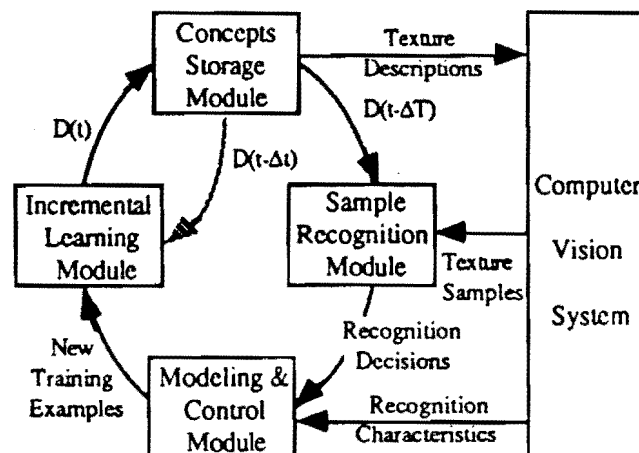 Concepts
Storage
Module
Texture
Descriptions
D(t)
D(t-Δt)
D(t-ΔT)
Incremental
Learning
Module
Sample
Recognition
Module
Computer
Vision
System
Texture
Samples
New
Training
Examples
Recognition
Decisions
Modeling &
Control
Module
Recognition
Characteristics